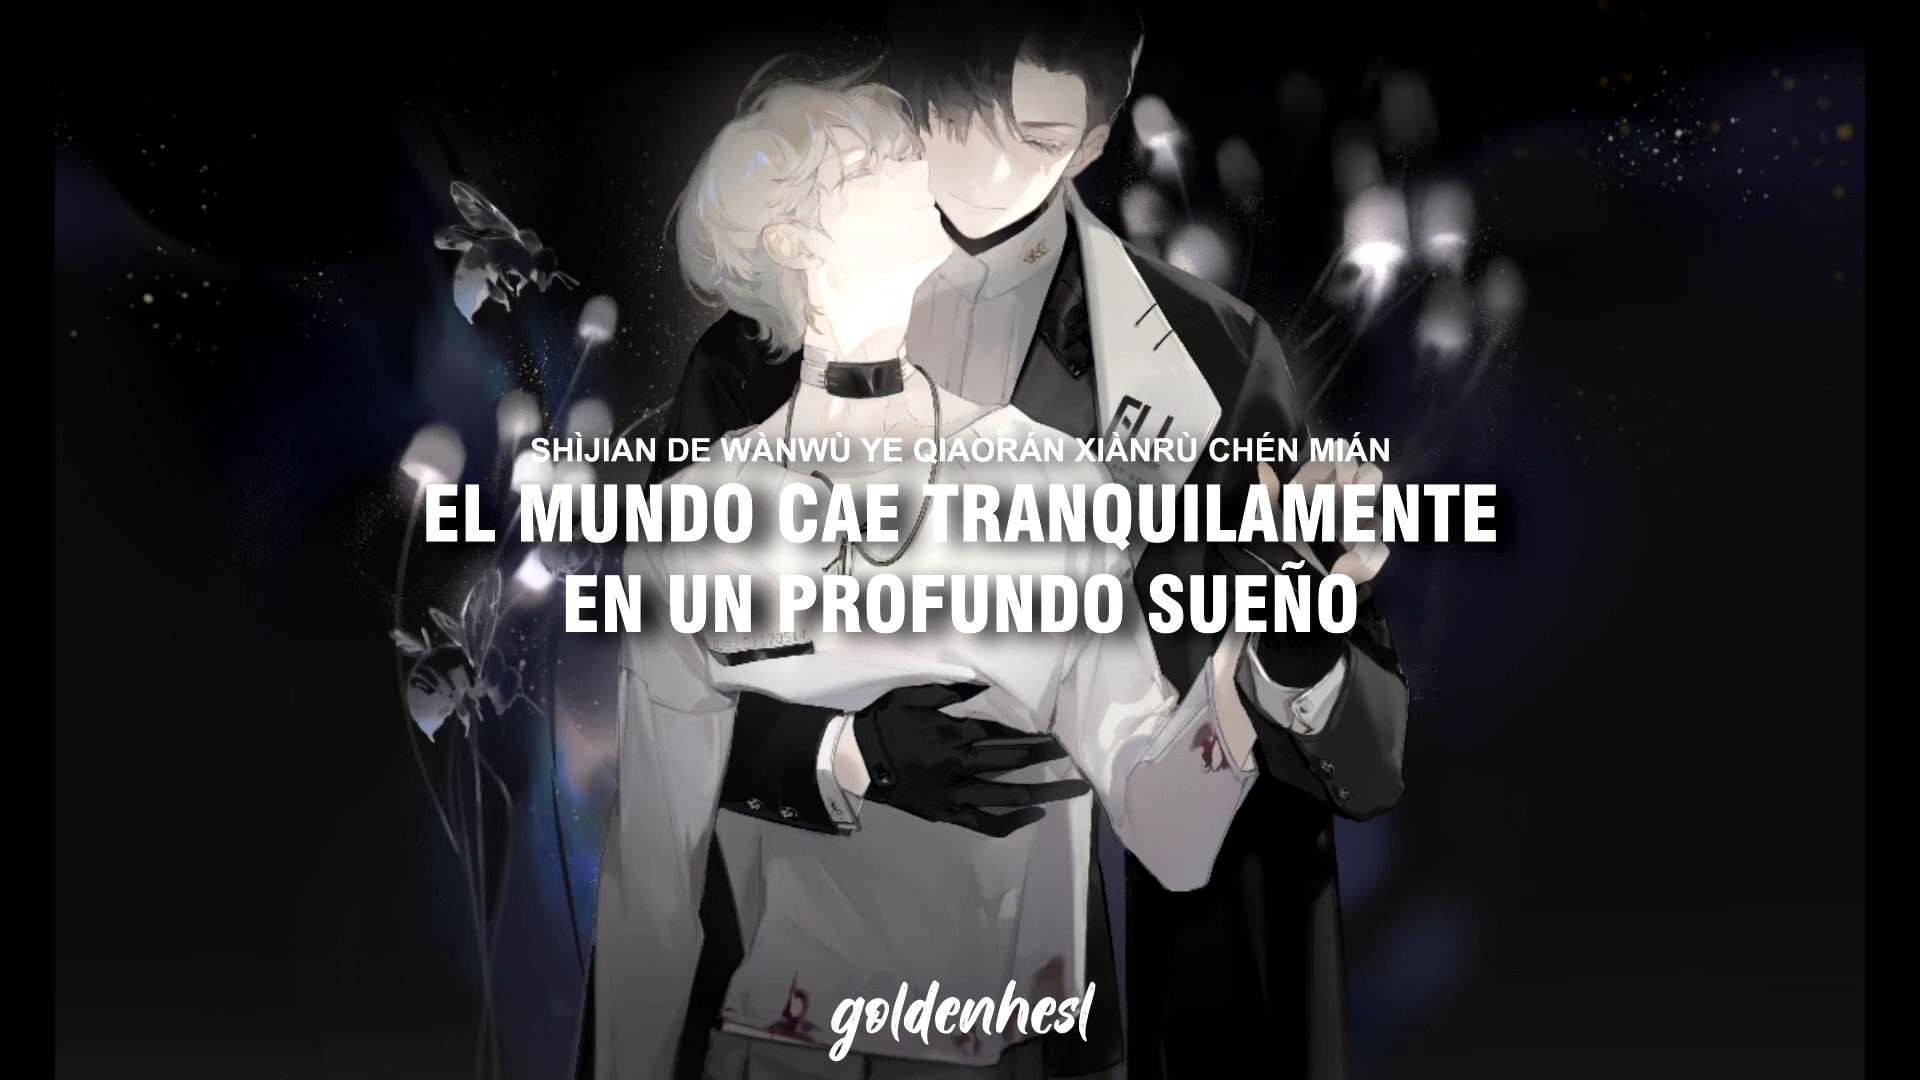 SHÌJIAN DE WÀNWÙ YE QIAORÁN XIÀNRÙ CHÉN MIÁN
EL MUNDO CAE TRANQUILAMENTE
EN UN PROFUNDO SUEÑO
goldenhesl